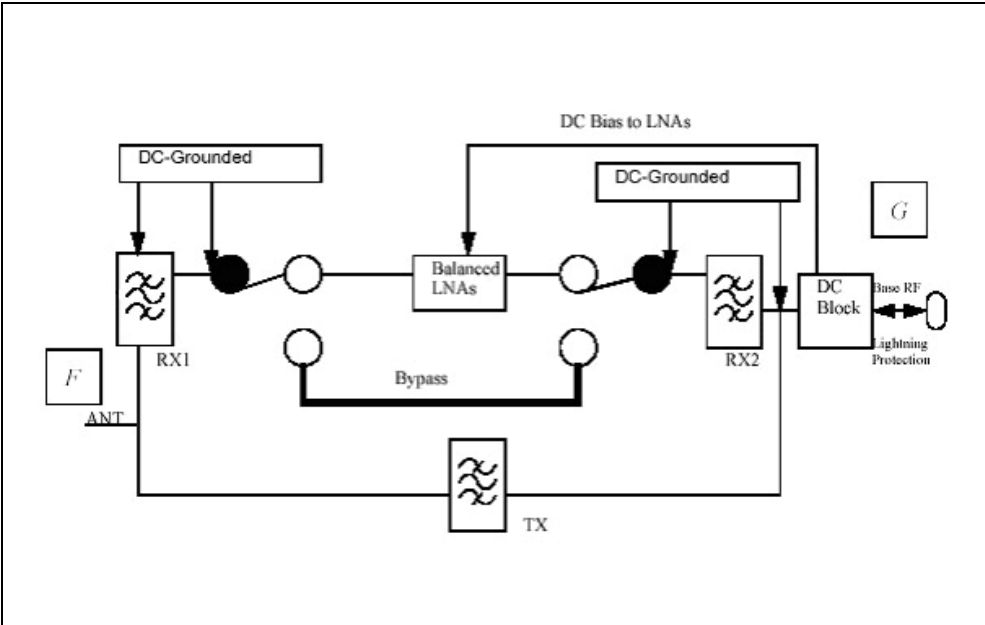 DC Bias to LNAs
DC-Grounded
DC-Grounded
G
Balanced
LNAs
DC
Block
Base RF
RX1
RX2
Lightning
Protection
F
Bypass
ANT
TX